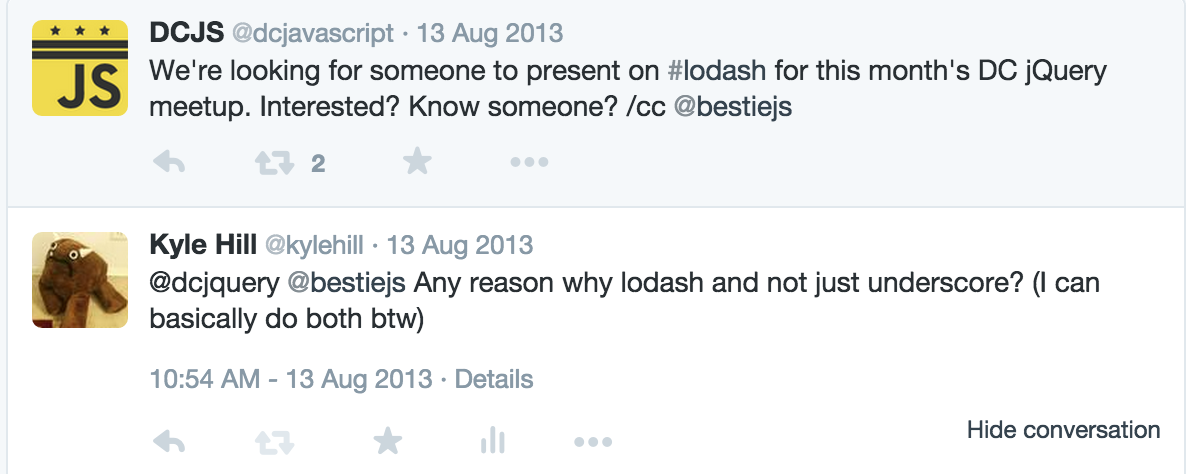 JS
DCJS @dcjavascript · 13 Aug 2013
We're looking for someone to present on #lodash for this month's DC jQuery
meetup. Interested? Know someone? /cc @bestiejs
2
Kyle Hill @kylehill · 13 Aug 2013
@dcjquery @bestiejs Any reason why lodash and not just underscore? (I can
basically do both btw)
10:54 AM - 13 Aug 2013 · Details
Hide conversation